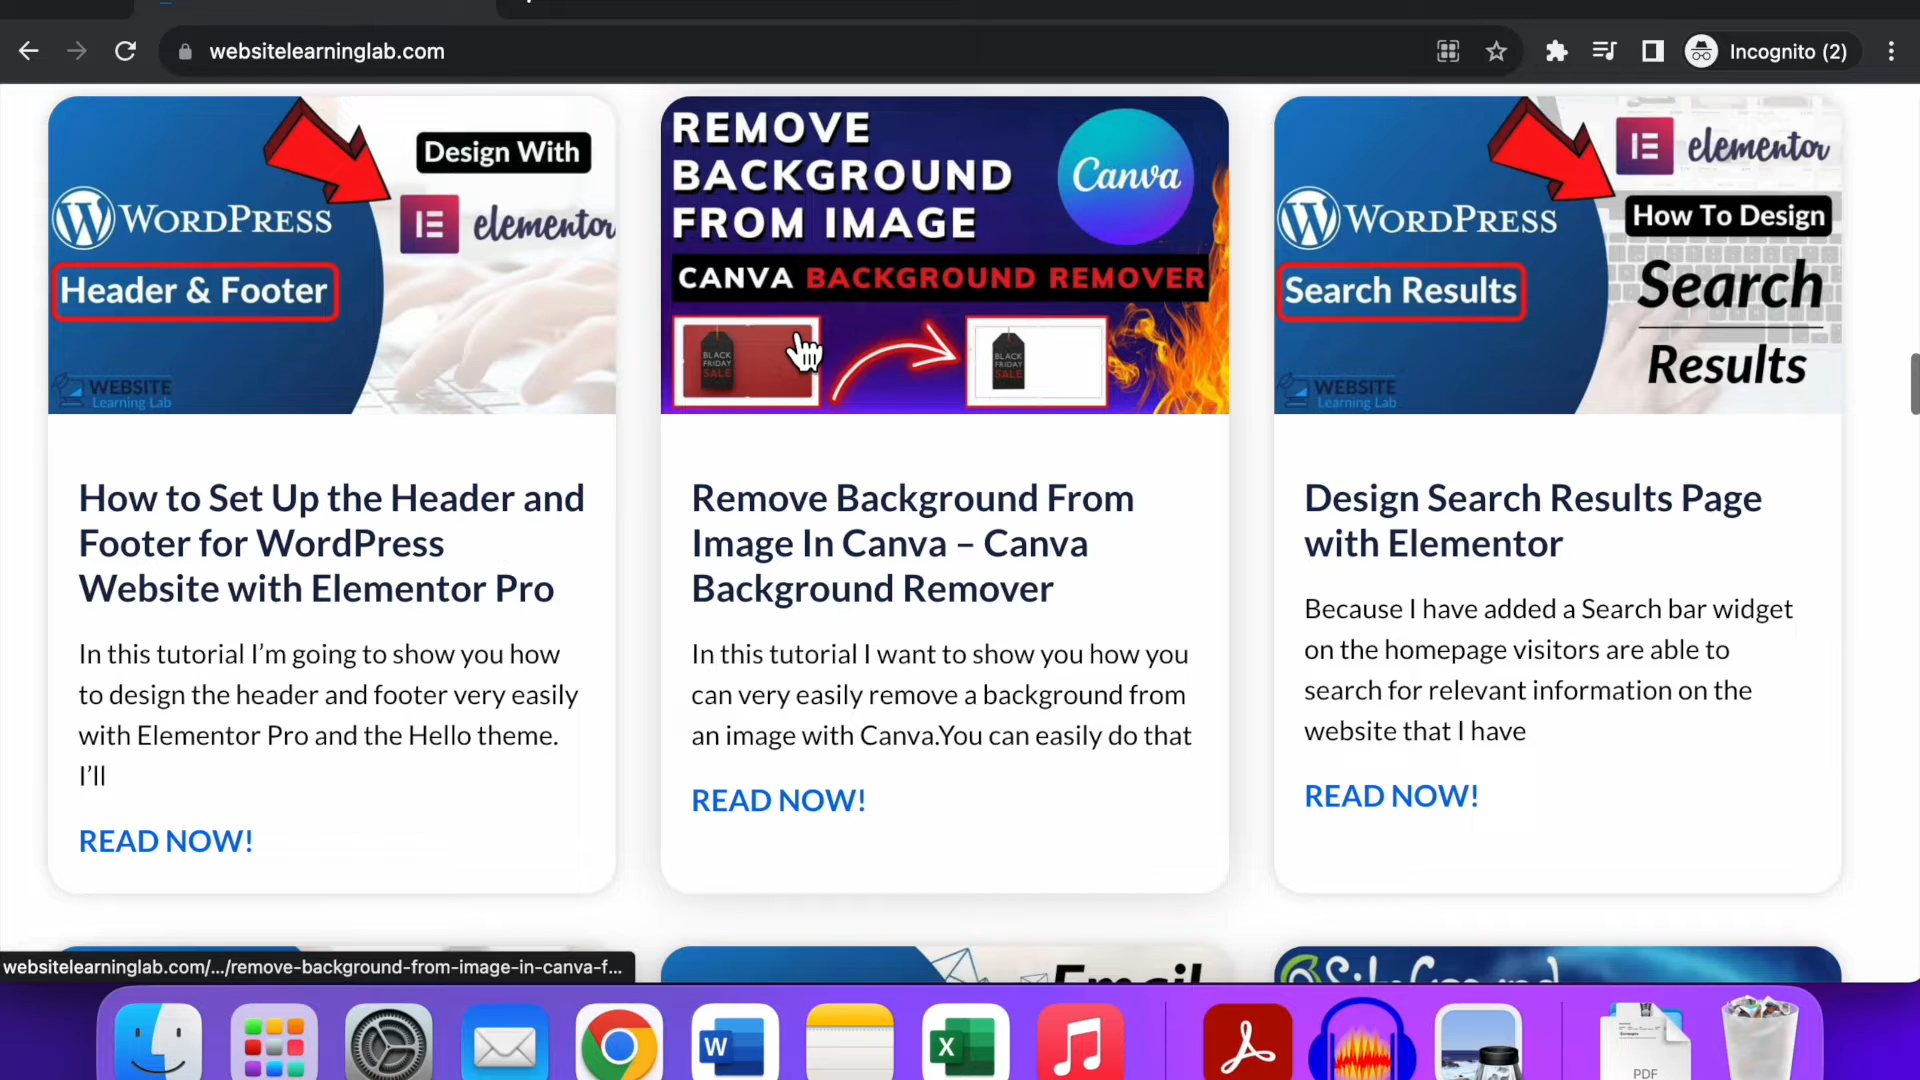 websitelearninglab.com
Incognito (2)
Design With
WORDPRESS
elementor
Header & Footer
WEBSITE
Learning Lab
REMOVE
BACKGROUND
FROM IMAGE
Canva
CANVA BACKGROUND REMOVER
BLACK
FRIDAY
SALE
BLACK
FRIDAY
SALE
elementor
WORDPRESS
How To Design
Search Results
Search
Results
WEBSITE
Learning Lab
How to Set Up the Header and
Footer for WordPress
Website with Elementor Pro
In this tutorial I’m going to show you how
to design the header and footer very easily
with Elementor Pro and the Hello theme.
I’ll
READ NOW!
Remove Background From
Image In Canva – Canva
Background Remover
In this tutorial I want to show you how you
can very easily remove a background from
an image with Canva.You can easily do that
READ NOW!
Design Search Results Page
with Elementor
Because I have added a Search bar widget
on the homepage visitors are able to
search for relevant information on the
website that I have
READ NOW!
websitelearninglab.com/.../remove-background-from-image-in-canva-f...
Email
SiteGround
W
X
PDF